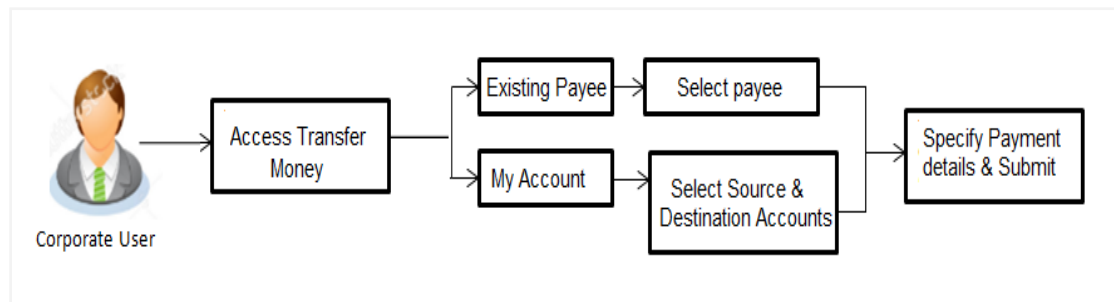 Corporate User
Access Transfer
Money
Existing Payee
Select payee
My Account
Select Source &
Destination Accounts
Specify Payment
details & Submit